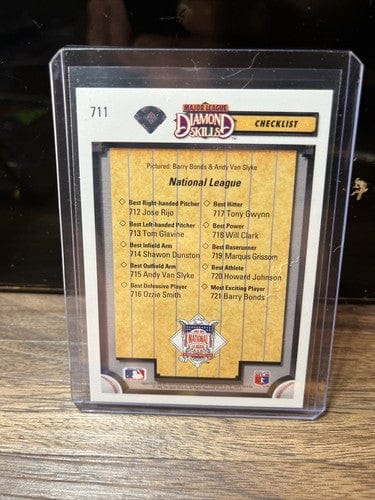 711
MAJOR LEAGUE
DIAMOND
SKILLS
CHECKLIST
Pictured: Barry Bonds & Andy Van Slyke
National League
Best Right-handed Pitcher
712 Jose Rijo
Best Left-handed Pitcher
713 Tom Glavine
Best Infield Arm
714 Shawon Dunston
Best Outfield Arm
715 Andy Van Slyke
Best Defensive Player
716 Ozzie Smith
Best Hitter
717 Tony Gwynn
Best Power
718 Will Clark
Best Baserunner
719 Marquis Grissom
Best Athlete
720 Howard Johnson
Most Exciting Player
721 Barry Bonds
NATIONAL
LEAGUE